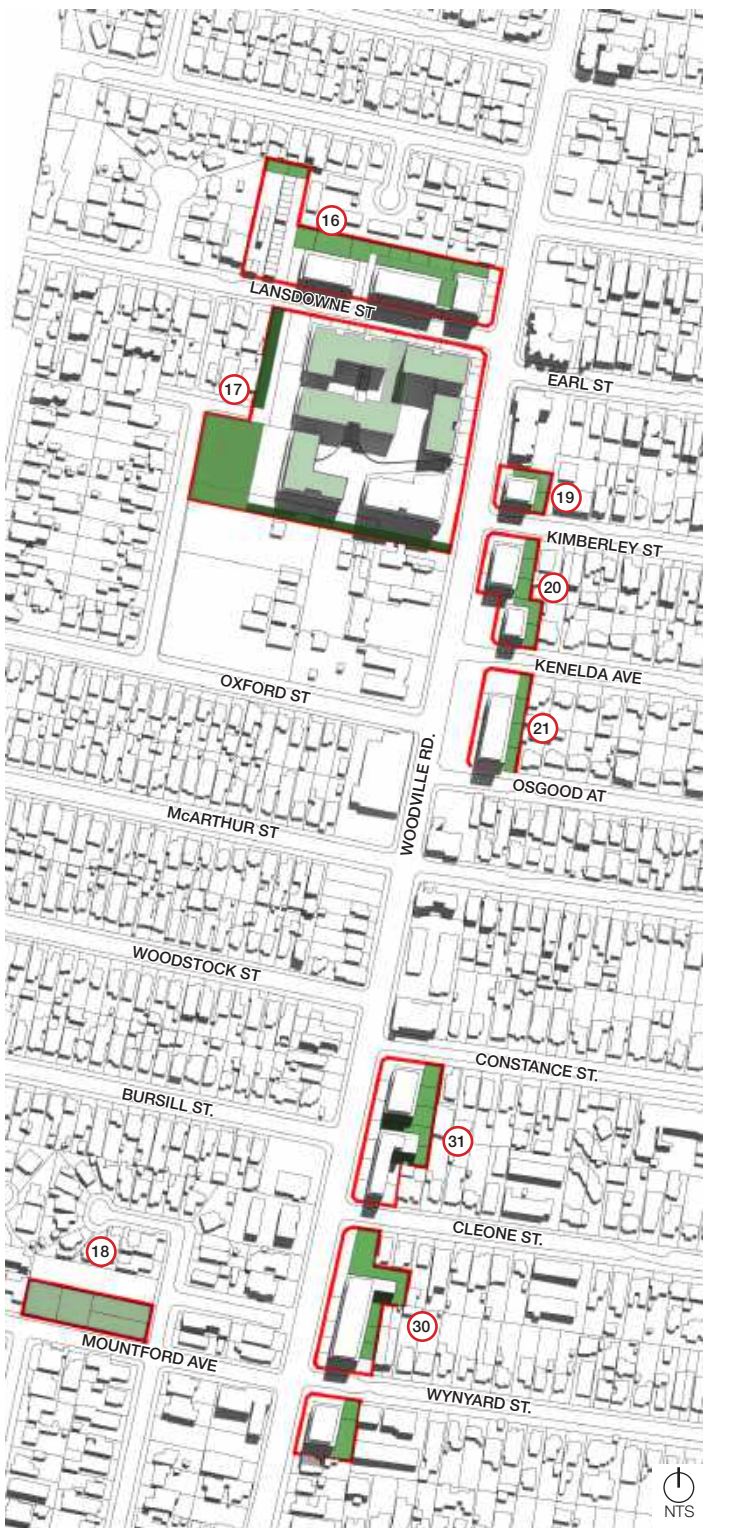 16
LANSDOWNE ST
17
EARL ST
19
KIMBERLEY ST
20
KENELDA AVE
OXFORD ST
21
WOODVILLE RD.
OSGOOD AT
McARTHUR ST
WOODSTOCK ST
CONSTANCE ST.
BURSILL ST.
31
CLEONE ST.
18
30
MOUNTFORD AVE
WYNYARD ST.
NTS